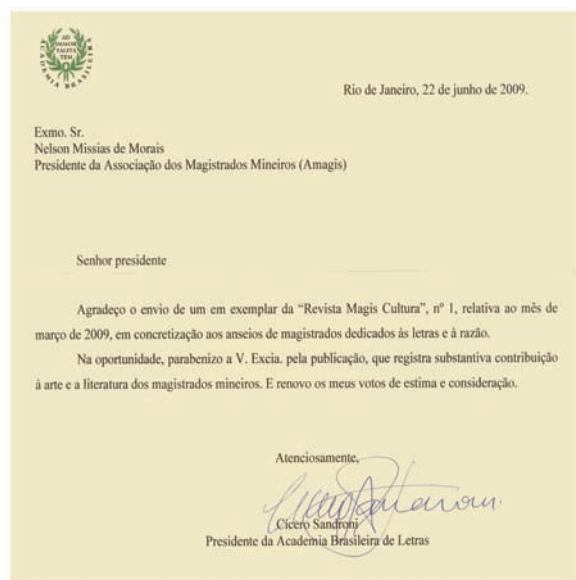 AD
IMMOR
TALITA
TEM
ACADEMIA BRASILEIRA
Rio de Janeiro, 22 de junho de 2009.
Exmo. Sr.
Nelson Missias de Morais
Presidente da Associação dos Magistrados Mineiros (Amagis)
Senhor presidente
Agradeço o envio de um em exemplar da “Revista Magis Cultura”, nº 1, relativa ao mês de
março de 2009, em concretização aos anseios de magistrados dedicados às letras e à razão.
Na oportunidade, parabenizo a V. Excia. pela publicação, que registra substantiva contribuição
à arte e a literatura dos magistrados mineiros. E renovo os meus votos de estima e consideração.
Atenciosamente,
Cícero Sandroni
Presidente da Academia Brasileira de Letras